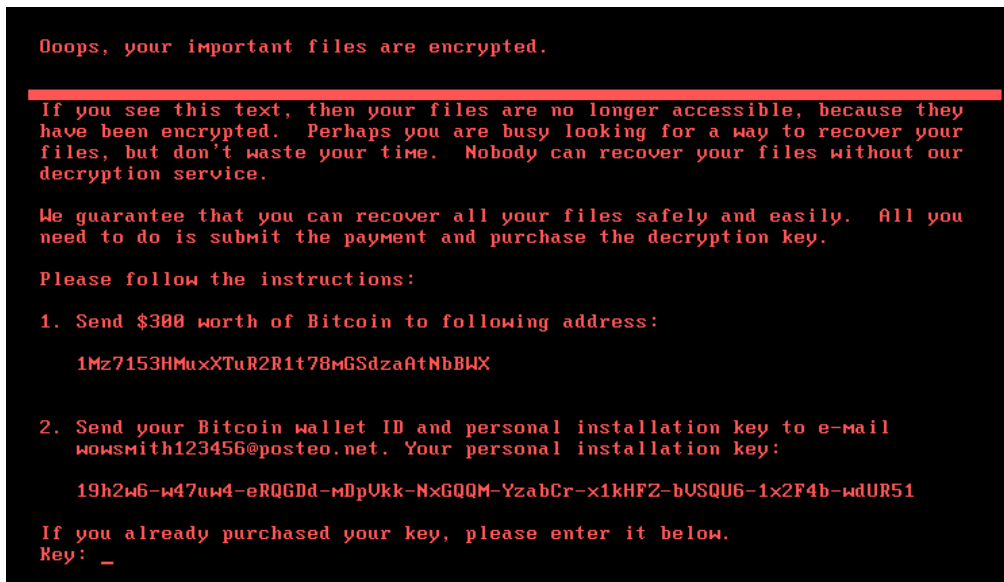 Ooops, your important files are encrypted.
If you see this text, then your files are no longer accessible, because they
have been encrypted.  Perhaps you are busy looking for a way to recover your
files, but don't waste your time.  Nobody can recover your files without our
decryption service.
We guarantee that you can recover all your files safely and easily.  All you
need to do is submit the payment and purchase the decryption key.
Please follow the instructions:
1. Send $300 worth of Bitcoin to following address:
1Mz7153HMuxXTuR2R1t78mGSdzaAtNbBWX
2. Send your Bitcoin wallet ID and personal installation key to e-mail
wowsmith123456@posteo.net. Your personal installation key:
19h2w6-w47uw4-eRQGDd-mDpVkk-NxGQQM-YzabCr-x1kHFZ-bVSQU6-1x2F4b-wdUR51
If you already purchased your key, please enter it below.
Key: _